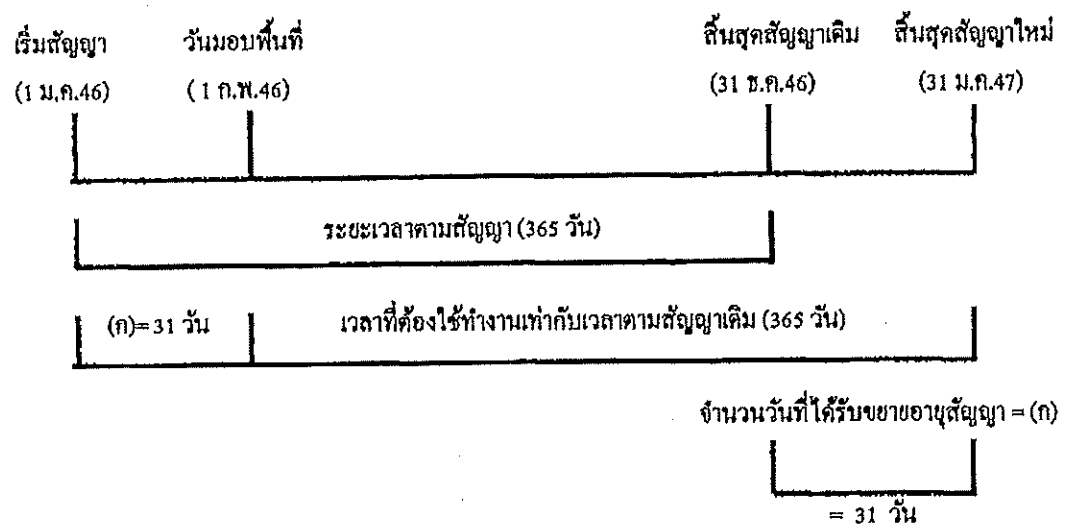 เริ่มสัญญา วันมอบพื้นที่ สิ้นสุดสัญญาเดิม สิ้นสุดสัญญาใหม่
(1 ม.ค.46) (1 ก.พ.46) (31 ธ.ค.46) (31 ม.ค.47)
ระยะเวลาตามสัญญา (365 วัน)
(ก)=31 วัน เวลาที่ต้องใช้ทำงานเท่ากับเวลาตามสัญญาเดิม (365 วัน)
จำนวนวันที่ได้รับขยายอายุสัญญา = (ก)
= 31 วัน